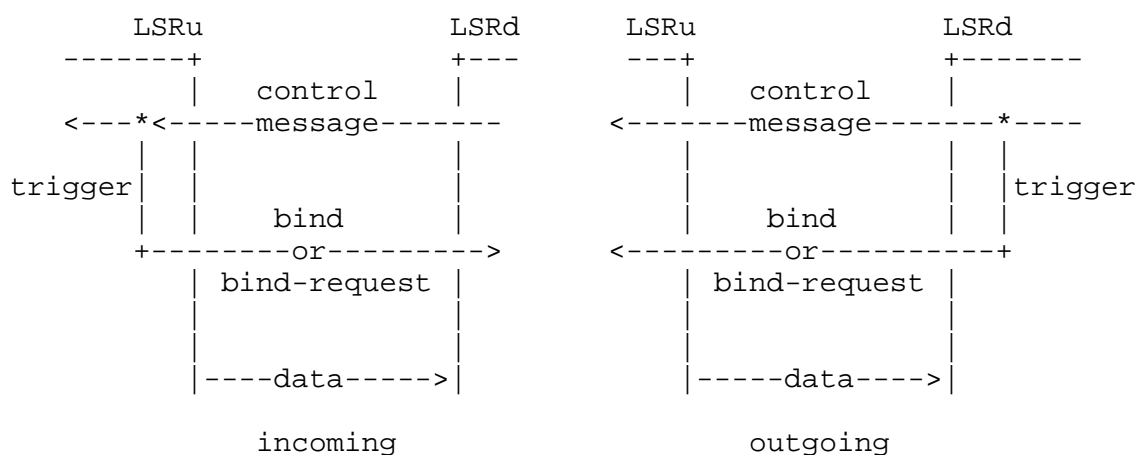 LSRu LSRd LSRu LSRd
-------+ +--- ---+ +-------
| control | | control |
<---*<-----message------- <-------message-------*----
| | | | | |
trigger| | | | | |trigger
| | bind | | bind | |
+--------or---------> <---------or----------+
| bind-request | | bind-request |
| | | |
| | | |
|----data----->| |-----data---->|
incoming outgoing